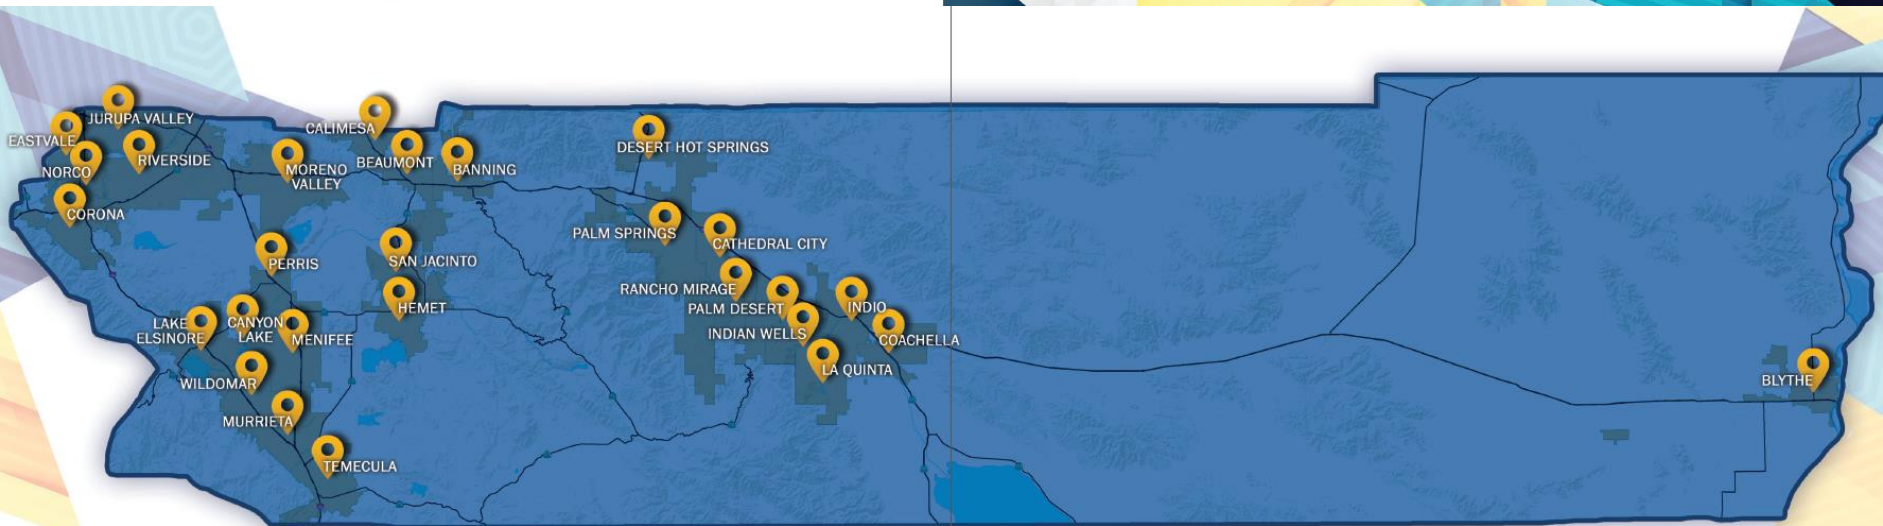 JURUPA VALLEY
EASTVALE
RIVERSIDE
NORCO
CORONA
CALIMESA
BEAUMONT
BANNING
MORENO
VALLEY
DESERT HOT SPRINGS
PALM SPRINGS
CATHEDRAL CITY
PERRIS
SAN JACINTO
HEMET
RANCHO MIRAGE
PALM DESERT
INDIO
INDIAN WELLS
COACHELLA
LA QUINTA
LAKE
ELSINORE
CANYON
LAKE
MENIFEE
WILDOMAR
MURRIETA
TEMECULA
BLYTHE